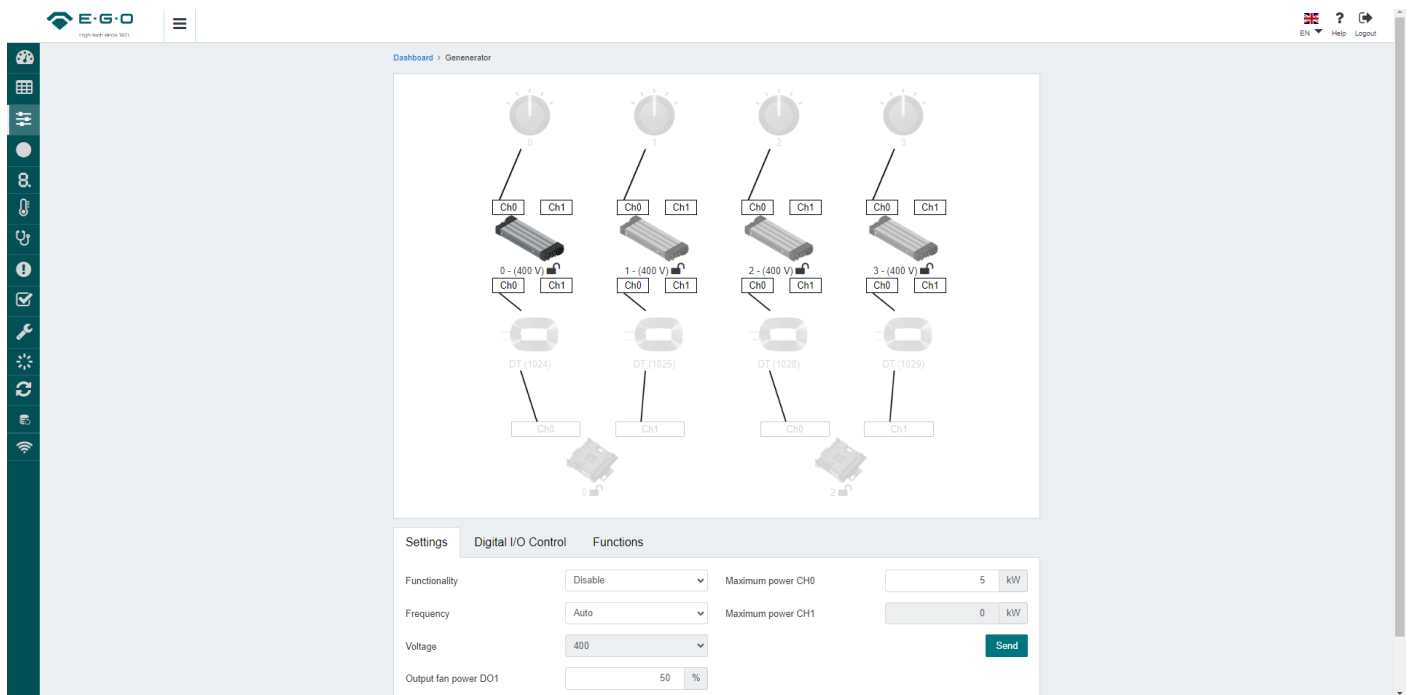 E·G·O
High-tech since 1931
EN Help Logout
8.
Dashboard > Genenerator
0 1 2 3
Ch0 Ch1 Ch0 Ch1 Ch0 Ch1 Ch0 Ch1
0 - (400 V) 1 - (400 V) 2 - (400 V) 3 - (400 V)
Ch0 Ch1 Ch0 Ch1 Ch0 Ch1 Ch0 Ch1
DT (1024) DT (1025) DT (1028) DT (1029)
Ch0 Ch1 Ch0 Ch1
0 2
Settings Digital I/O Control Functions
Functionality Disable Maximum power CH0 5 kW
Frequency Auto Maximum power CH1 0 kW
Voltage 400 Send
Output fan power DO1 50 %